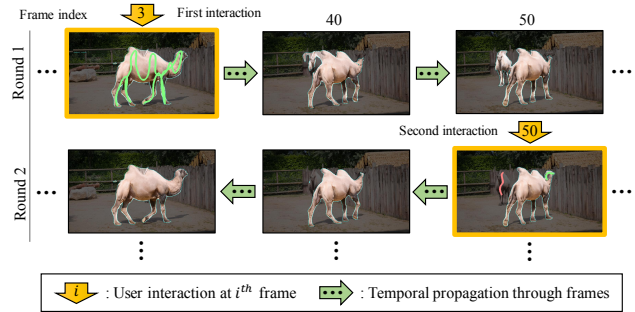 Frame index
3
First interaction
40
50
Round 1
Second interaction
50
Round 2
i : User interaction at iᵗʰ frame
: Temporal propagation through frames